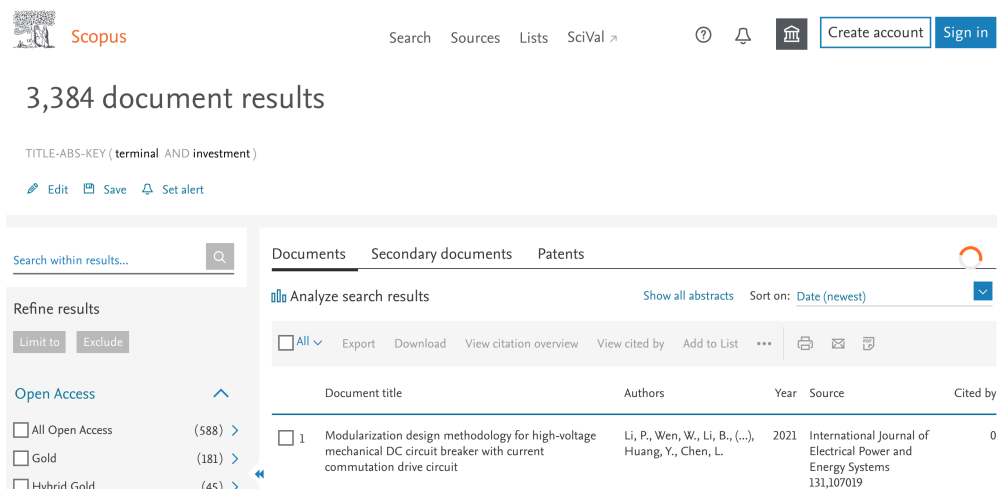 Scopus
Search Sources Lists SciVal ↗
Create account Sign in
3,384 document results
TITLE-ABS-KEY ( terminal AND investment )
Edit Save Set alert
Search within results...
Refine results
Limit to Exclude
Open Access
All Open Access (588)
Gold (181)
Hybrid Gold (45)
Documents Secondary documents Patents
Analyze search results
Show all abstracts Sort on: Date (newest)
All Export Download View citation overview View cited by Add to List •••
Document title Authors Year Source Cited by
1 Modularization design methodology for high-voltage Li, P., Wen, W., Li, B., (...), 2021 International Journal of 0
mechanical DC circuit breaker with current Huang, Y., Chen, L. Electrical Power and
commutation drive circuit Energy Systems
131,107019